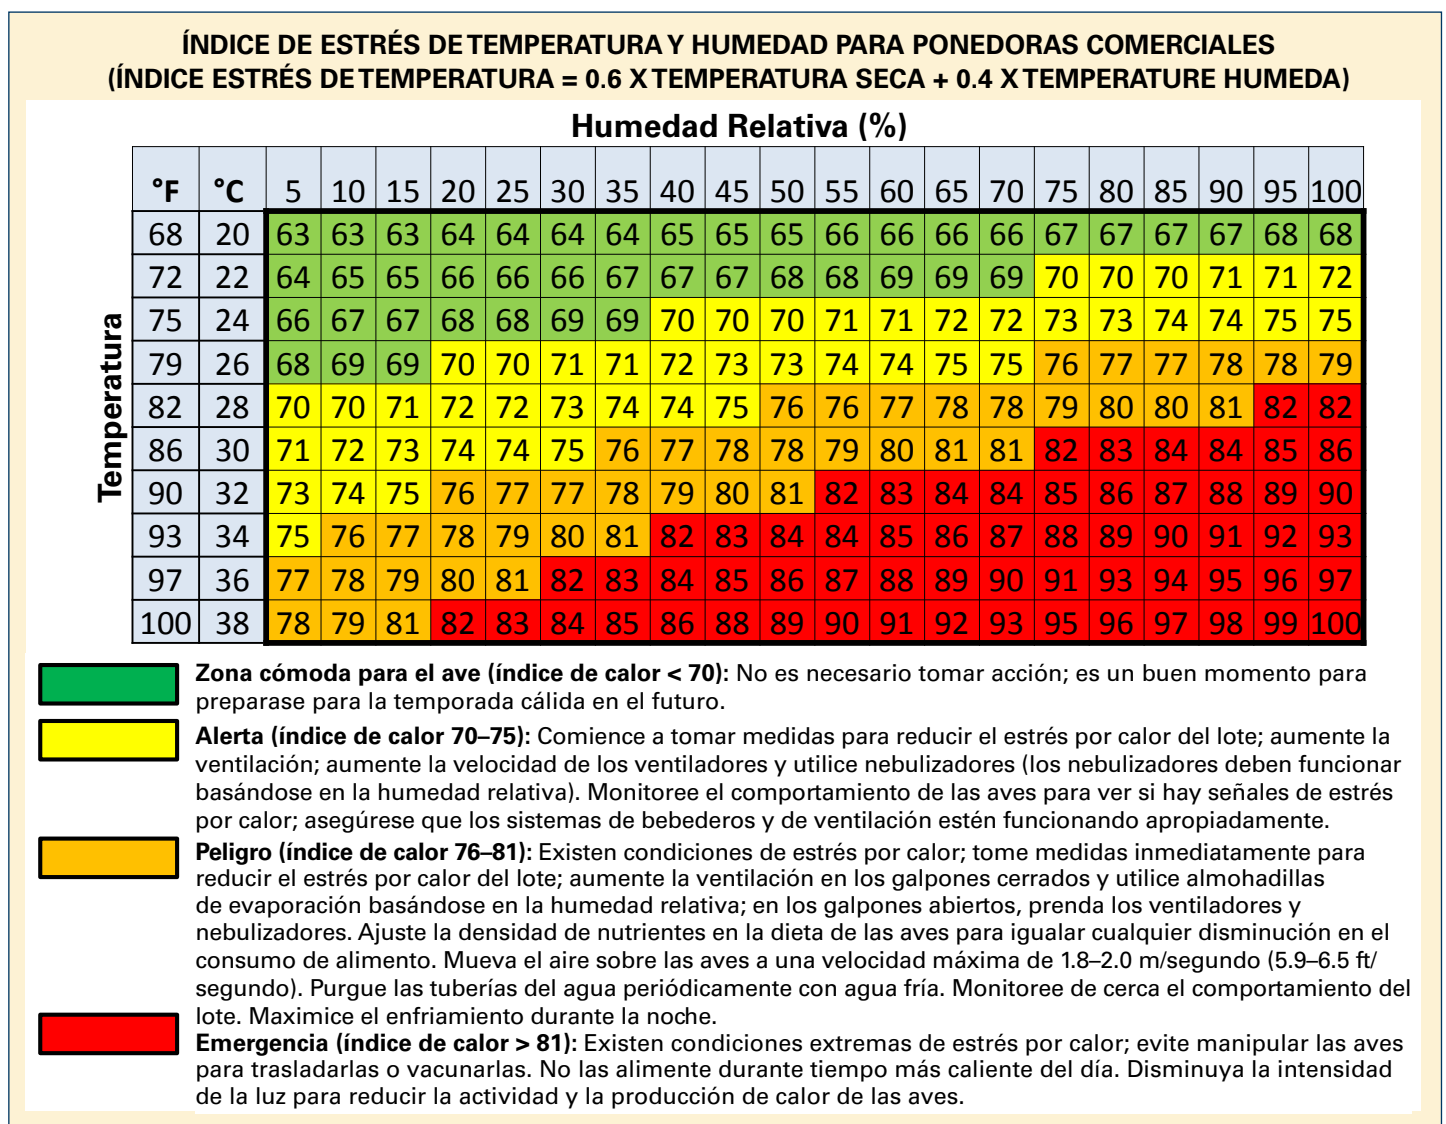 ÍNDICE DE ESTRÉS DE TEMPERATURA Y HUMEDAD PARA PONEDORAS COMERCIALES
(ÍNDICE ESTRÉS DE TEMPERATURA = 0.6 X TEMPERATURA SECA + 0.4 X TEMPERATURE HUMEDA)
Humedad Relativa (%)
°F °C 5 10 15 20 25 30 35 40 45 50 55 60 65 70 75 80 85 90 95 100
Temperatura
68 20 63 63 63 64 64 64 64 65 65 65 66 66 66 66 67 67 67 67 68 68
72 22 64 65 65 66 66 66 67 67 67 68 68 69 69 69 70 70 70 71 71 72
75 24 66 67 67 68 68 69 69 70 70 70 71 71 72 72 73 73 74 74 75 75
79 26 68 69 69 70 70 71 71 72 73 73 74 74 75 75 76 77 77 78 78 79
82 28 70 70 71 72 72 73 74 74 75 76 76 77 78 78 79 80 80 81 82 82
86 30 71 72 73 74 74 75 76 77 78 78 79 80 81 81 82 83 84 84 85 86
90 32 73 74 75 76 77 77 78 79 80 81 82 83 84 84 85 86 87 88 89 90
93 34 75 76 77 78 79 80 81 82 83 84 84 85 86 87 88 89 90 91 92 93
97 36 77 78 79 80 81 82 83 84 85 86 87 88 89 90 91 93 94 95 96 97
100 38 78 79 81 82 83 84 85 86 88 89 90 91 92 93 95 96 97 98 99 100
Zona cómoda para el ave (índice de calor < 70): No es necesario tomar acción; es un buen momento para
preparase para la temporada cálida en el futuro.
Alerta (índice de calor 70–75): Comience a tomar medidas para reducir el estrés por calor del lote; aumente la
ventilación; aumente la velocidad de los ventiladores y utilice nebulizadores (los nebulizadores deben funcionar
basándose en la humedad relativa). Monitoree el comportamiento de las aves para ver si hay señales de estrés
por calor; asegúrese que los sistemas de bebederos y de ventilación estén funcionando apropiadamente.
Peligro (índice de calor 76–81): Existen condiciones de estrés por calor; tome medidas inmediatamente para
reducir el estrés por calor del lote; aumente la ventilación en los galpones cerrados y utilice almohadillas
de evaporación basándose en la humedad relativa; en los galpones abiertos, prenda los ventiladores y
nebulizadores. Ajuste la densidad de nutrientes en la dieta de las aves para igualar cualquier disminución en el
consumo de alimento. Mueva el aire sobre las aves a una velocidad máxima de 1.8–2.0 m/segundo (5.9–6.5 ft/
segundo). Purgue las tuberías del agua periódicamente con agua fría. Monitoree de cerca el comportamiento del
lote. Maximice el enfriamiento durante la noche.
Emergencia (índice de calor > 81): Existen condiciones extremas de estrés por calor; evite manipular las aves
para trasladarlas o vacunarlas. No las alimente durante tiempo más caliente del día. Disminuya la intensidad
de la luz para reducir la actividad y la producción de calor de las aves.